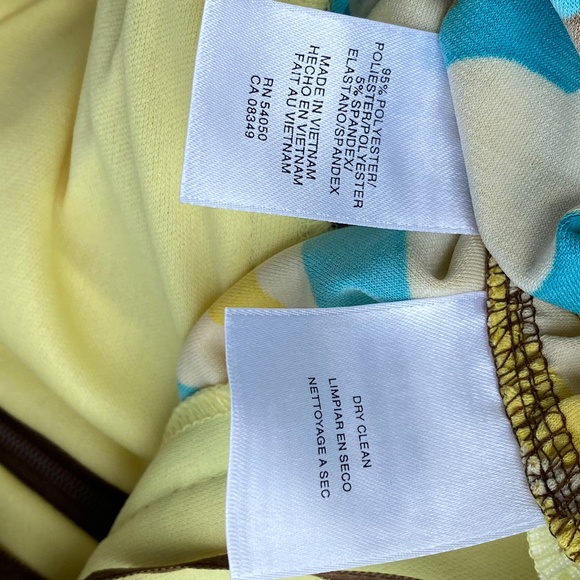 95% POLYESTER/
POLIESTER/POLYESTER
5% SPANDEX/
ELASTANO/SPANDEX
MADE IN VIETNAM
HECHO EN VIETNAM
FAIT AU VIETNAM
RN 54050
CA 08349
DRY CLEAN
LIMPIAR EN SECO
NETTOYAGE A SEC